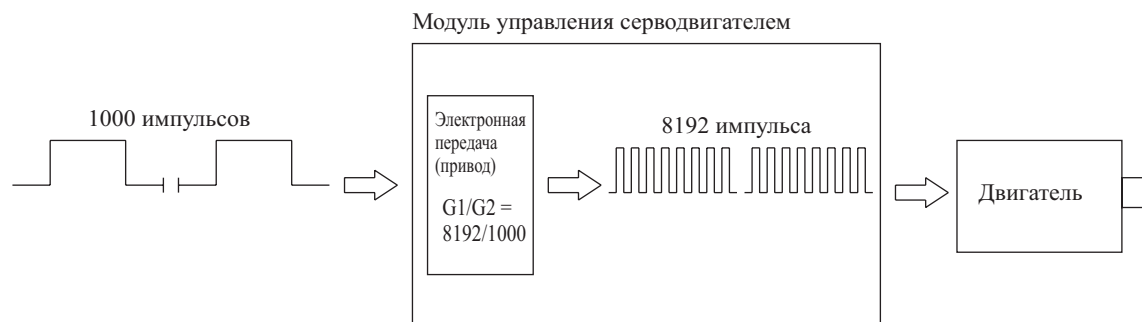 Модуль управления серводвигателем
1000 импульсов
Электронная
передача
(привод)
G1/G2 =
8192/1000
8192 импульса
Двигатель